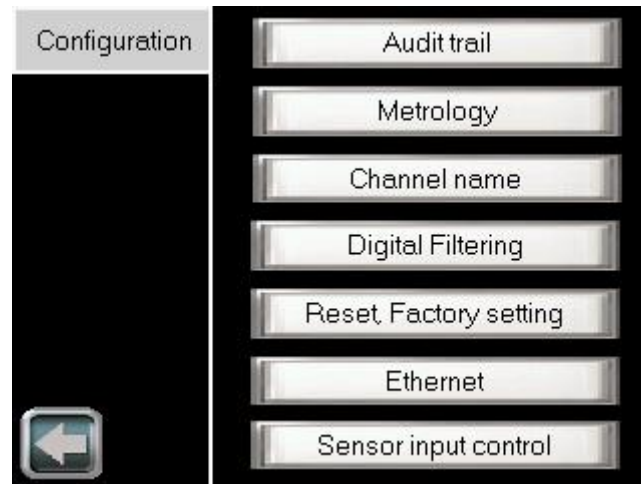 Configuration
Audit trail
Metrology
Channel name
Digital Filtering
Reset, Factory setting
Ethernet
Sensor input control